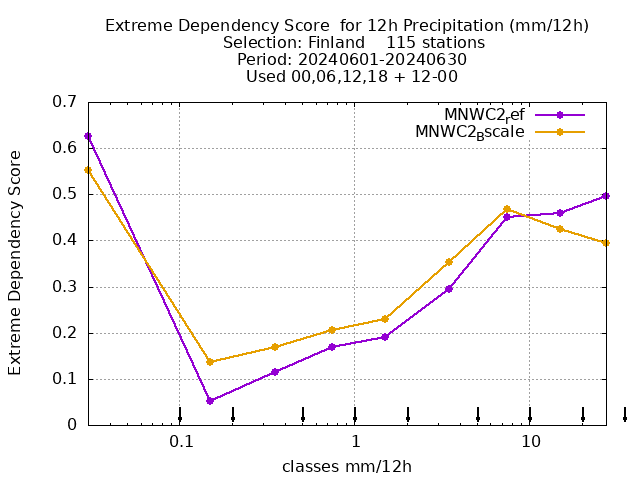 Extreme Dependency Score  for 12h Precipitation (mm/12h)
Selection: Finland    115 stations
Period: 20240601-20240630
Used 00,06,12,18 + 12-00
MNWC2_ref
MNWC2_Bscale
Extreme Dependency Score
0.7
0.6
0.5
0.4
0.3
0.2
0.1
0
0.1 1 10
classes mm/12h